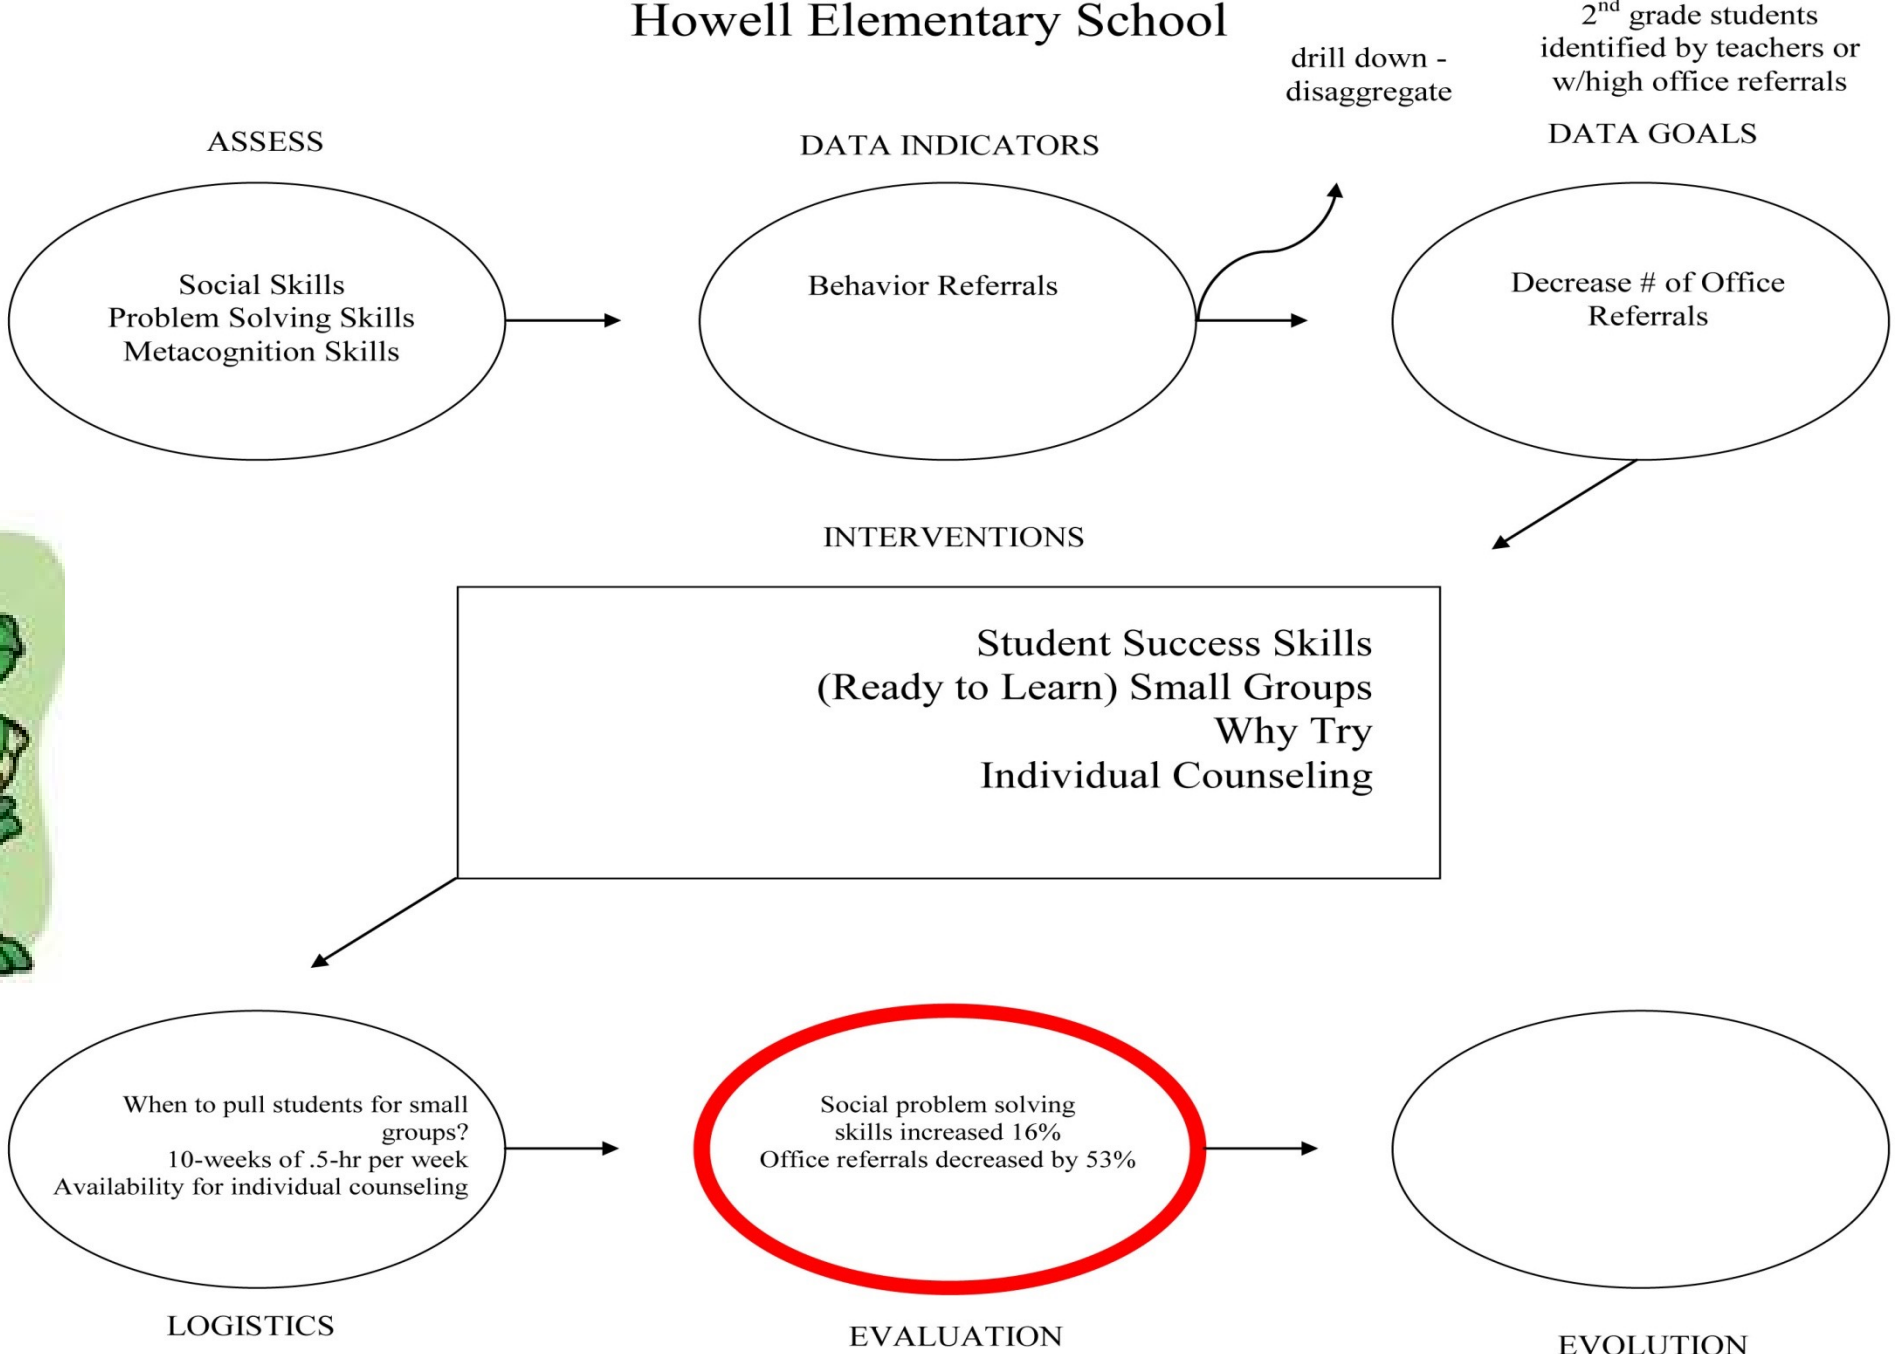 Howell Elementary School
drill down -
disaggregate
2nd grade students
identified by teachers or
w/high office referrals
ASSESS
DATA INDICATORS
DATA GOALS
Social Skills
Problem Solving Skills
Metacognition Skills
Behavior Referrals
Decrease # of Office
Referrals
INTERVENTIONS
Student Success Skills
(Ready to Learn) Small Groups
Why Try
Individual Counseling
When to pull students for small
groups?
10-weeks of .5-hr per week
Availability for individual counseling
Social problem solving
skills increased 16%
Office referrals decreased by 53%
LOGISTICS
EVALUATION
EVOLUTION